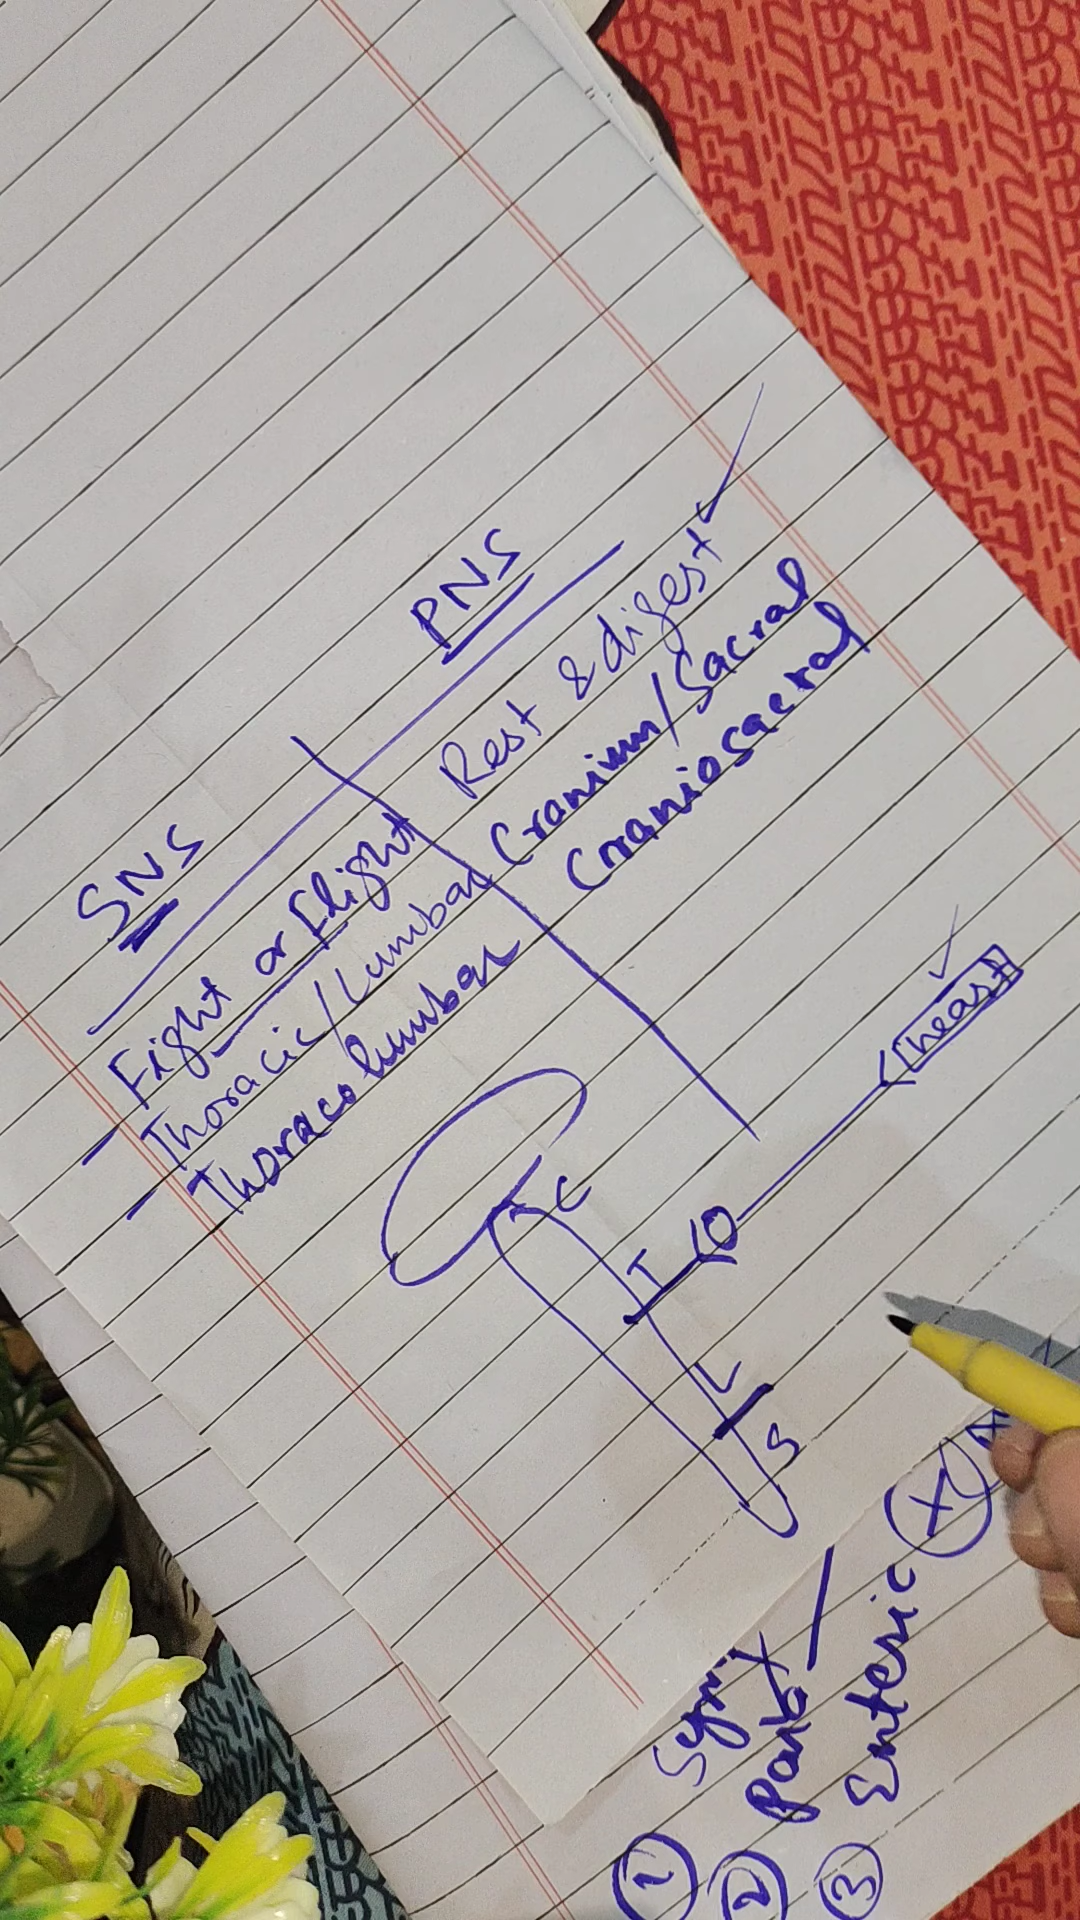 SNS
PNS
Fight or Flight
Rest & digest
Thoracic/Lumbar
Cranium/Sacral
Thoracolumbar
Craniosacral
C
T
L
S
heart
① Sym
② Para
③ Enteric X